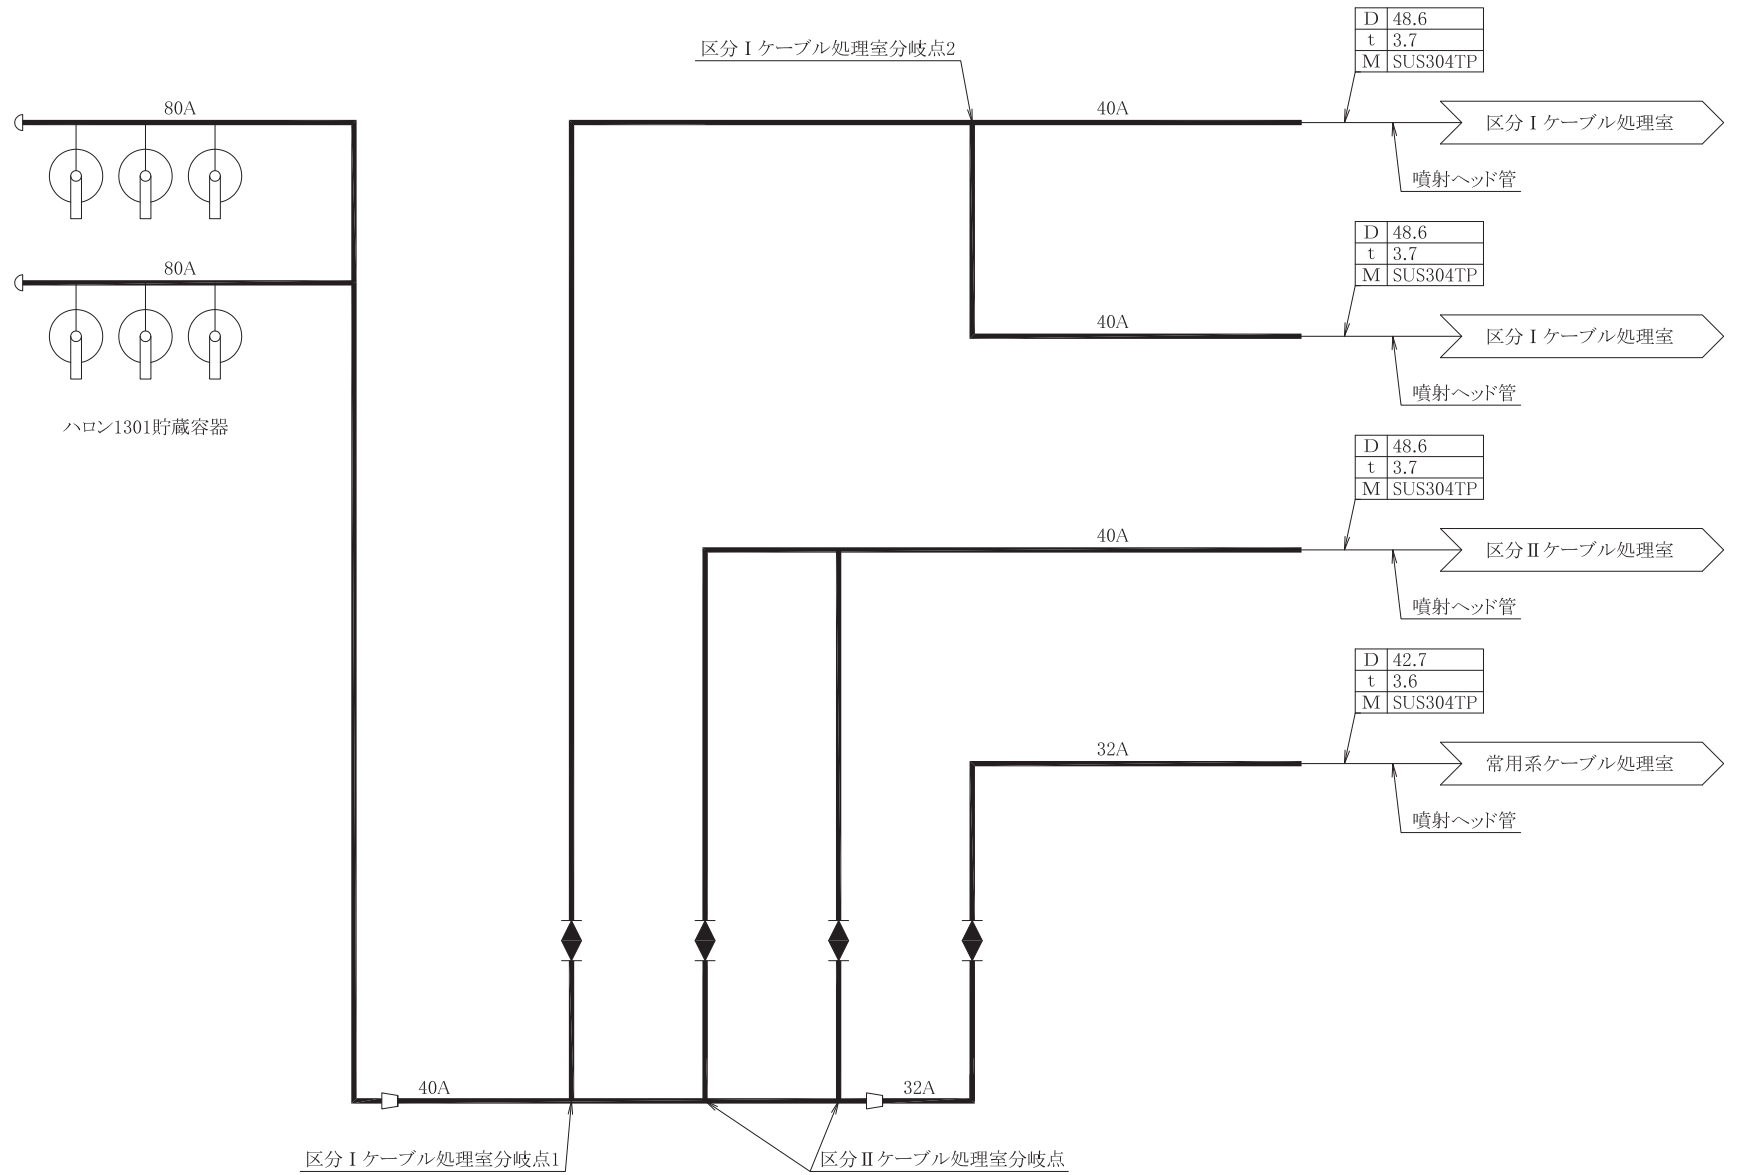 区分Ⅰケーブル処理室分岐点2
D 48.6
t 3.7
M SUS304TP
80A
40A
区分Ⅰケーブル処理室
噴射ヘッド管
D 48.6
t 3.7
M SUS304TP
80A
40A
区分Ⅰケーブル処理室
噴射ヘッド管
ハロン1301貯蔵容器
D 48.6
t 3.7
M SUS304TP
40A
区分Ⅱケーブル処理室
噴射ヘッド管
D 42.7
t 3.6
M SUS304TP
32A
常用系ケーブル処理室
噴射ヘッド管
40A
32A
区分Ⅰケーブル処理室分岐点1
区分Ⅱケーブル処理室分岐点